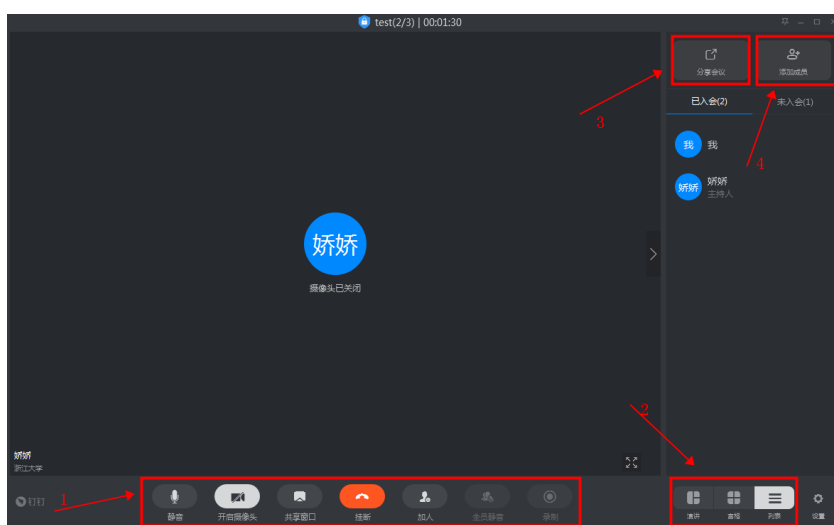 test(2/3) | 00:01:30
分享会议
添加成员
已入会(2)
未入会(1)
3
4
我
我
娇娇
娇娇
主持人
娇娇
摄像头已关闭
2
娇娇
浙江大学
钉钉
1
静音
开启摄像头
共享窗口
挂断
加人
全员静音
录制
演讲
宫格
列表
设置